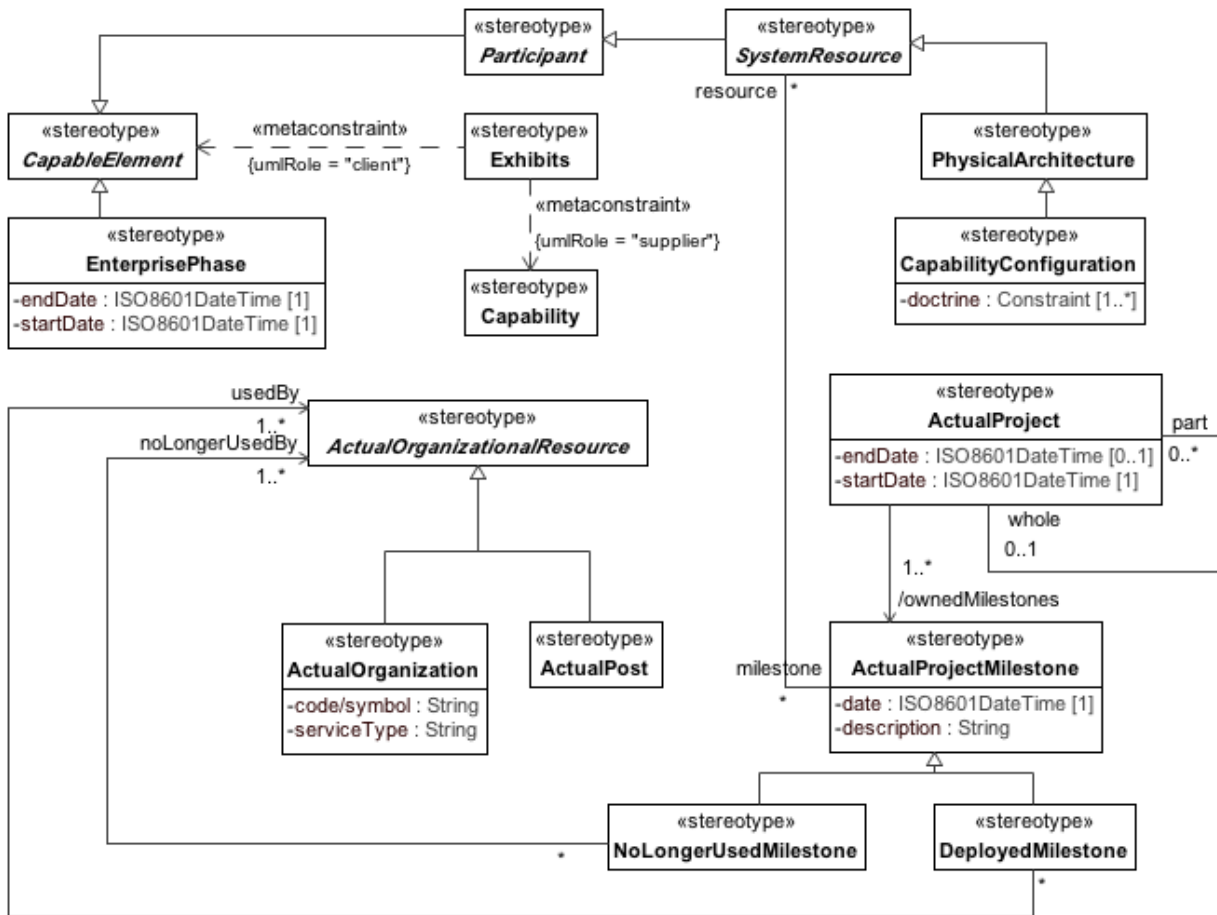 «stereotype»
Participant
«stereotype»
SystemResource
resource
*
«stereotype»
CapableElement
«metaconstraint»
{umlRole = "client"}
«stereotype»
Exhibits
«stereotype»
PhysicalArchitecture
«metaconstraint»
{umlRole = "supplier"}
«stereotype»
EnterprisePhase
-endDate : ISO8601DateTime [1]
-startDate : ISO8601DateTime [1]
«stereotype»
Capability
«stereotype»
CapabilityConfiguration
-doctrine : Constraint [1..*]
usedBy
1..*
noLongerUsedBy
1..*
«stereotype»
ActualOrganizationalResource
«stereotype»
ActualProject
-endDate : ISO8601DateTime [0..1]
-startDate : ISO8601DateTime [1]
part
0..*
whole
0..1
1..*
/ownedMilestones
«stereotype»
ActualOrganization
-code/symbol : String
-serviceType : String
«stereotype»
ActualPost
milestone
*
«stereotype»
ActualProjectMilestone
-date : ISO8601DateTime [1]
-description : String
«stereotype»
NoLongerUsedMilestone
*
«stereotype»
DeployedMilestone
*